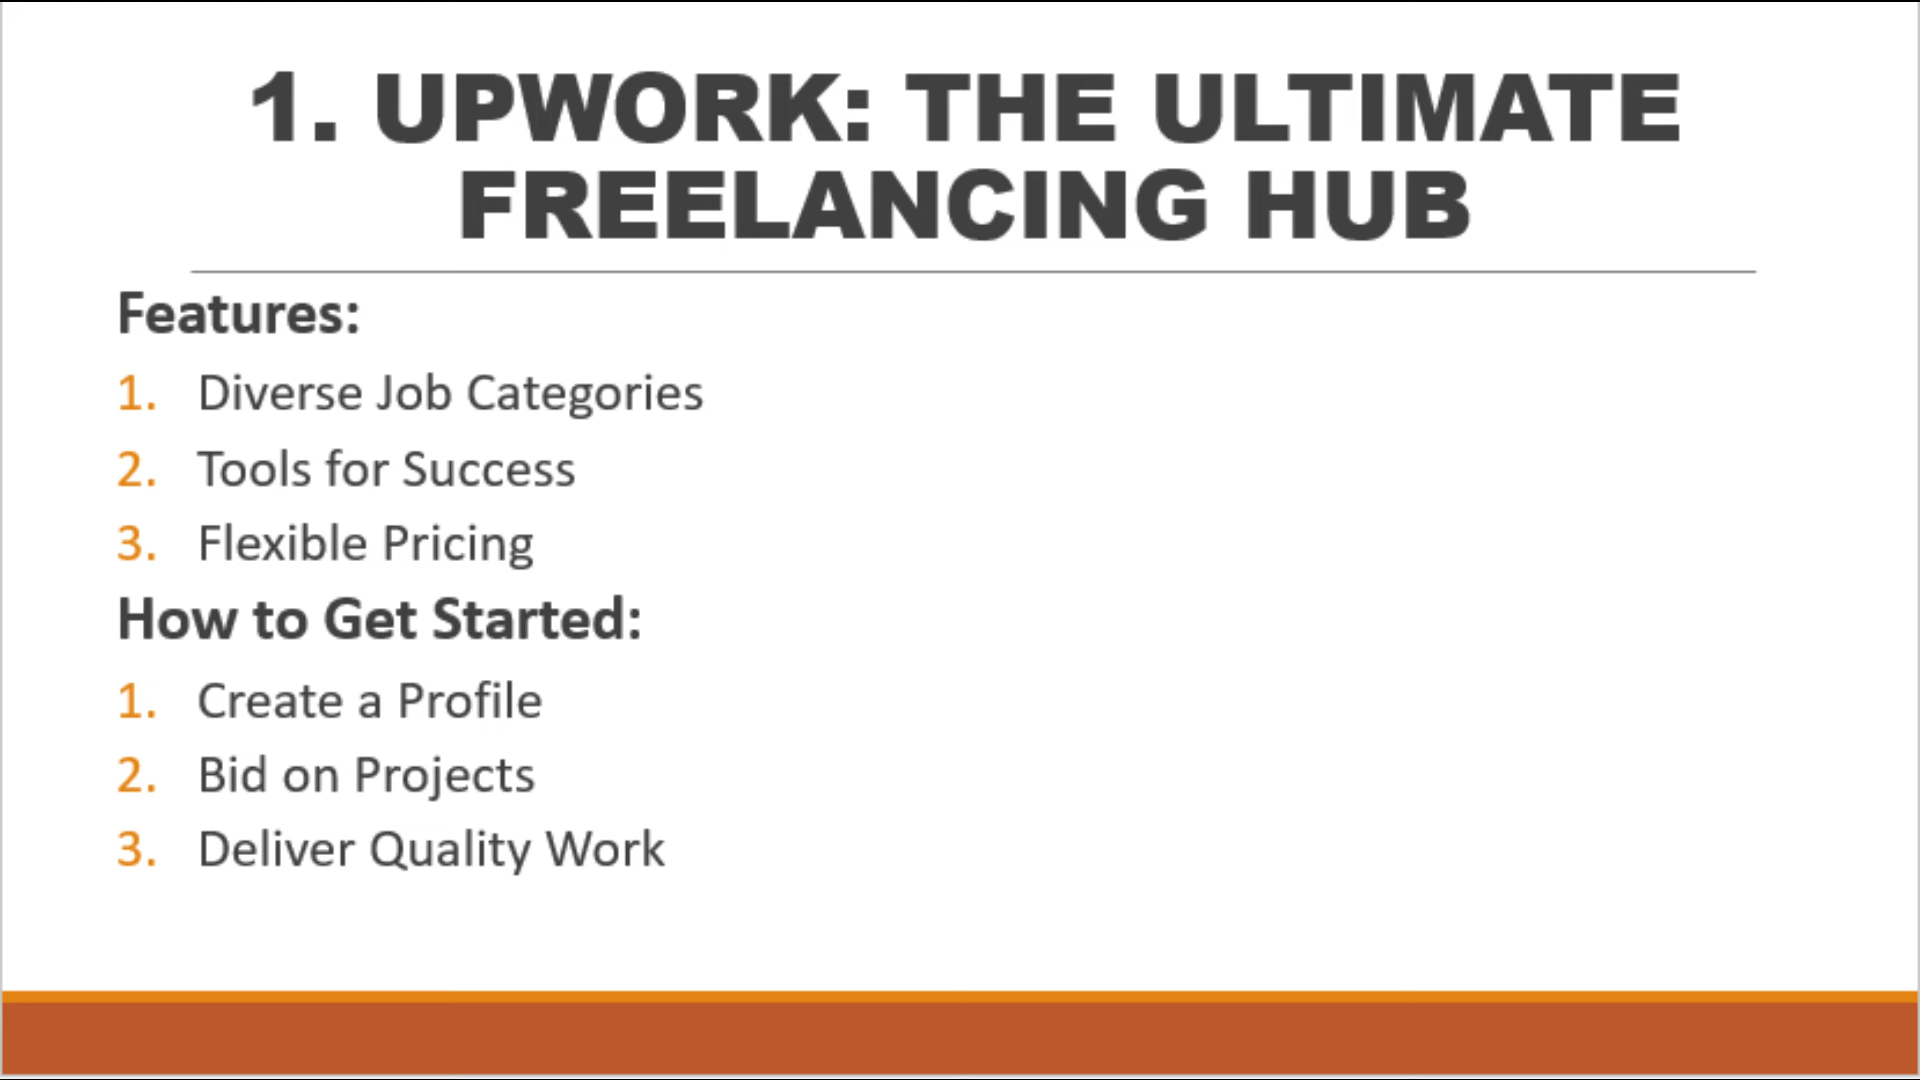 1. UPWORK: THE ULTIMATE
FREELANCING HUB
Features:
1. Diverse Job Categories
2. Tools for Success
3. Flexible Pricing
How to Get Started:
1. Create a Profile
2. Bid on Projects
3. Deliver Quality Work